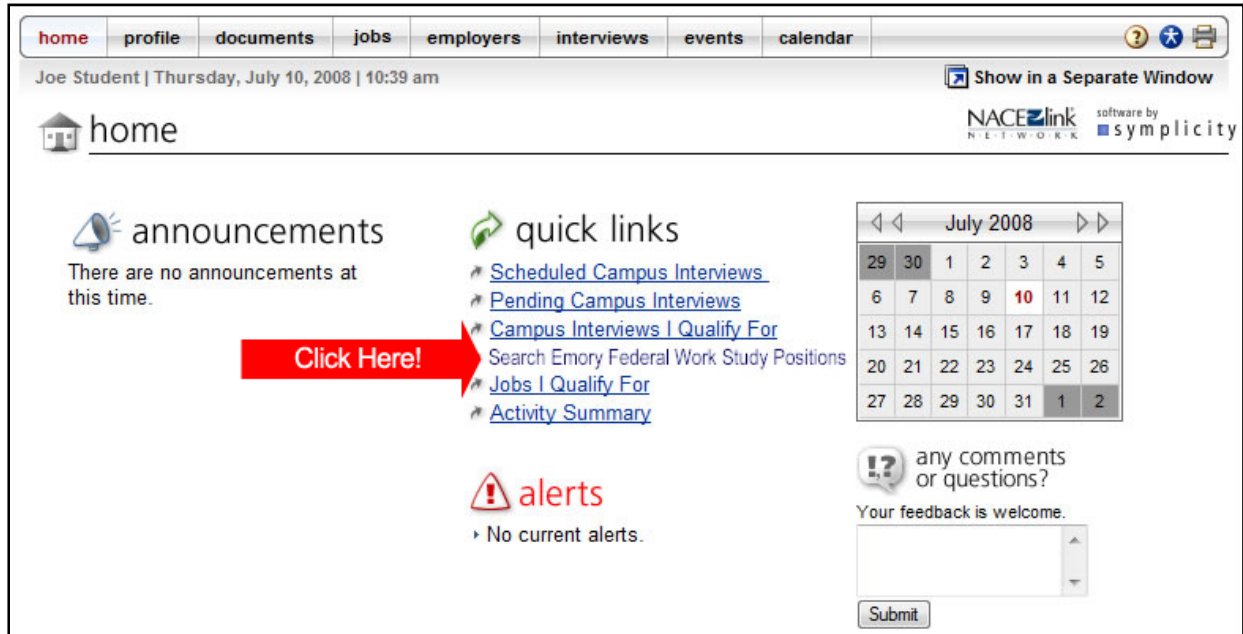 home profile documents jobs employers interviews events calendar
Joe Student | Thursday, July 10, 2008 | 10:39 am
Show in a Separate Window
home
NACEzlink
N·E·T·W·O·R·K
software by
symplicity
announcements
There are no announcements at
this time.
quick links
Scheduled Campus Interviews
Pending Campus Interviews
Campus Interviews I Qualify For
Click Here!
Search Emory Federal Work Study Positions
Jobs I Qualify For
Activity Summary
alerts
No current alerts.
July 2008
29 30 1 2 3 4 5
6 7 8 9 10 11 12
13 14 15 16 17 18 19
20 21 22 23 24 25 26
27 28 29 30 31 1 2
!?
any comments
or questions?
Your feedback is welcome.
Submit